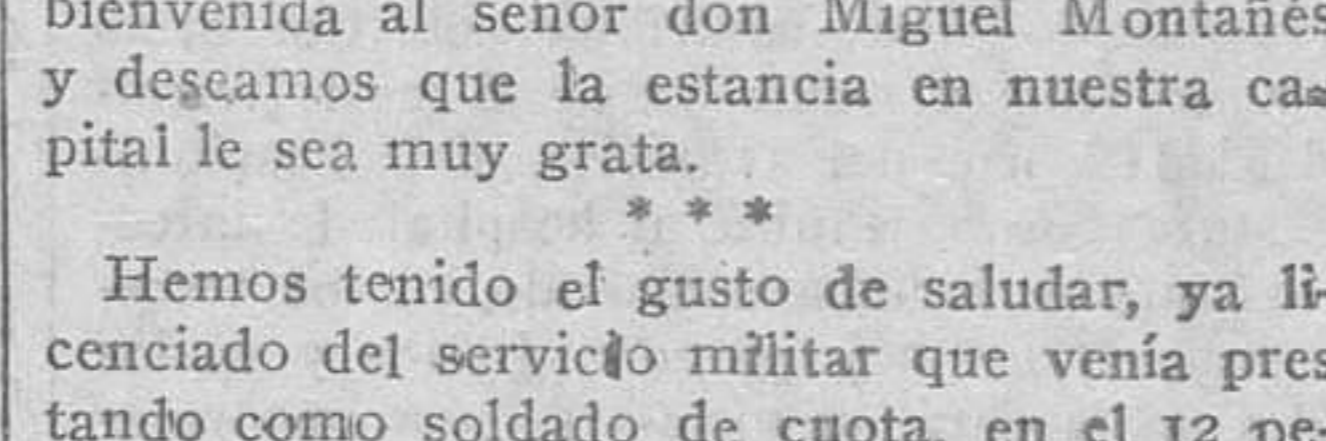 bienvenida al señor don Miguel Montañés
y deseamos que la estancia en nuestra ca-
pital le sea muy grata.
* * *
Hemos tenido el gusto de saludar, ya li-
cenciado del servicio militar que venía pres
tando como soldado de cuota, en el 12 pe-